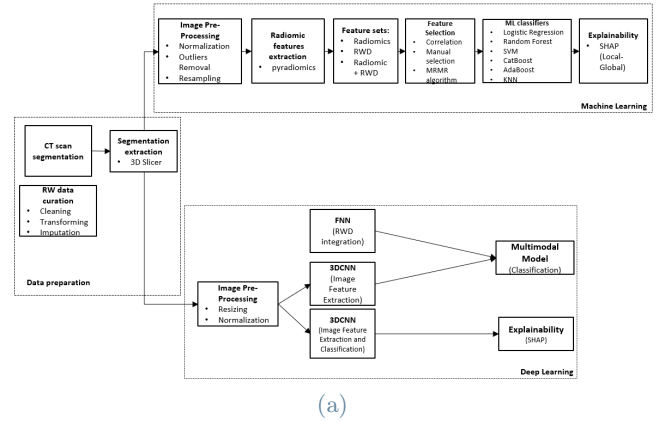 Image Pre-
Processing
• Normalization
• Outliers
Removal
• Resampling
Radiomic
features
extraction
• pyradiomics
Feature sets:
• Radiomics
• RWD
• Radiomic
+ RWD
Feature
Selection
• Correlation
• Manual
selection
• MRMR
algorithm
ML classifiers
• Logistic Regression
• Random Forest
• SVM
• CatBoost
• AdaBoost
• KNN
Explainability
• SHAP
(Local-
Global)
Machine Learning
CT scan
segmentation
Segmentation
extraction
• 3D Slicer
RW data
curation
• Cleaning
• Transforming
• Imputation
Data preparation
FNN
(RWD
integration)
Multimodal
Model
(Classification)
Image Pre-
Processing
• Resizing
• Normalization
3DCNN
(Image
Feature
Extraction)
3DCNN
(Image Feature
Extraction and
Classification)
Explainability
(SHAP)
Deep Learning
(a)